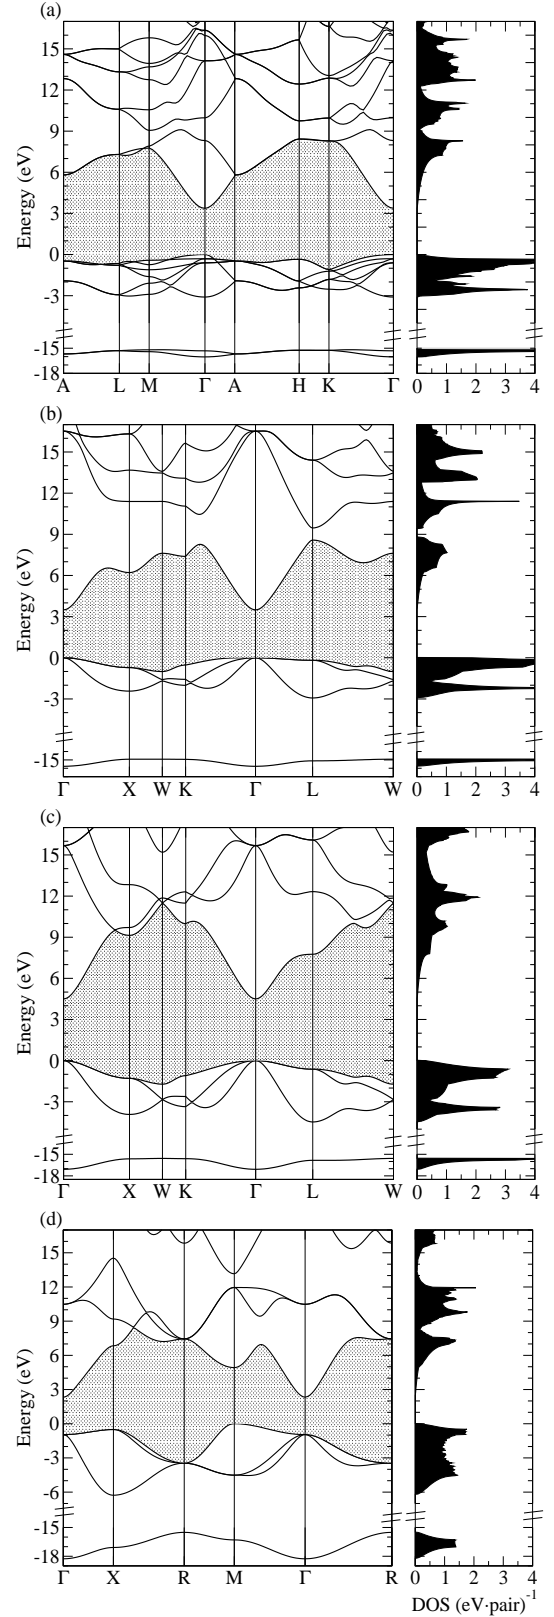 (a)
15
12
9
6
3
0
-3
-15
-18
Energy (eV)
A L M Γ A H K Γ
0 1 2 3 4
(b)
15
12
9
6
3
0
-3
-15
Energy (eV)
Γ X W K Γ L W
0 1 2 3 4
(c)
15
12
9
6
3
0
-3
-15
-18
Energy (eV)
Γ X W K Γ L W
0 1 2 3 4
(d)
15
12
9
6
3
0
-3
-6
-15
-18
Energy (eV)
Γ X R M Γ R
0 1 2 3 4
DOS (eV·pair)⁻¹